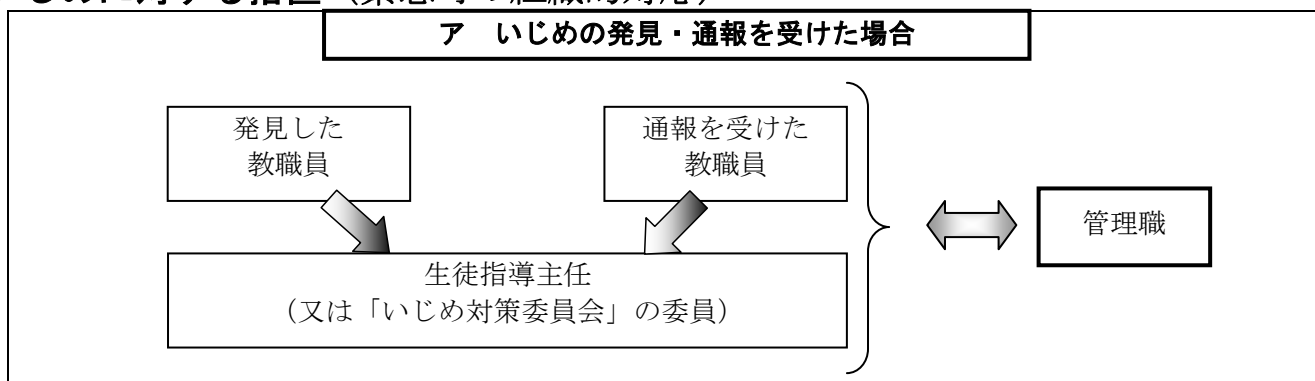 ア　いじめの発見・通報を受けた場合
発見した
教職員
通報を受けた
教職員
管理職
生徒指導主任
（又は「いじめ対策委員会」の委員）